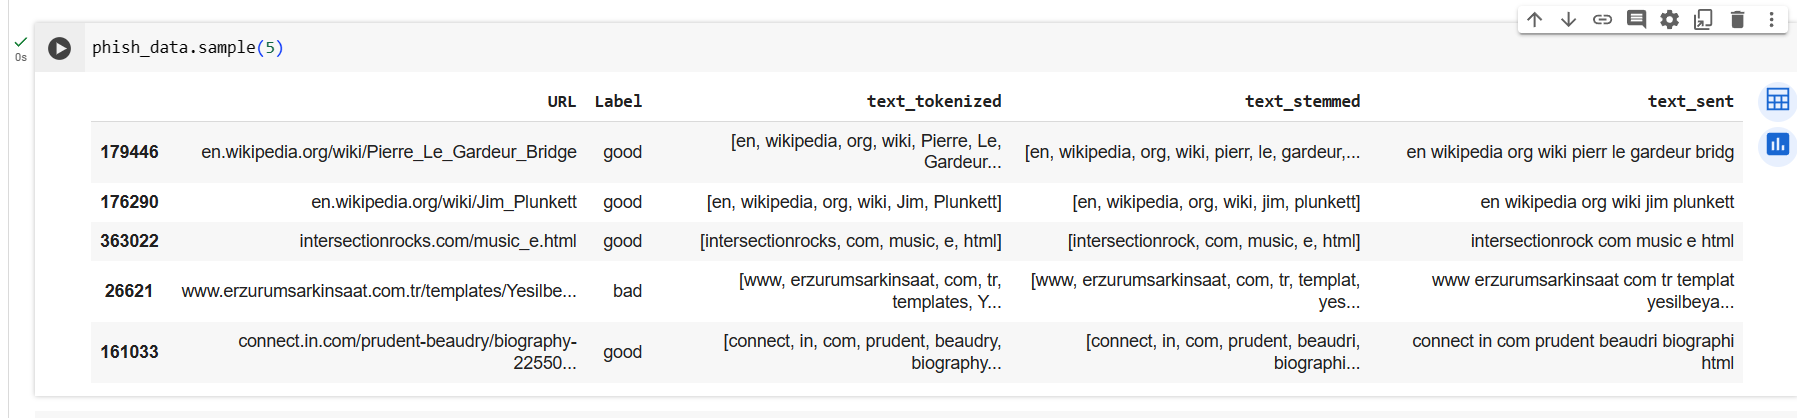 phish_data.sample(5)
0s
URL Label text_tokenized text_stemmed text_sent
179446 en.wikipedia.org/wiki/Pierre_Le_Gardeur_Bridge good [en, wikipedia, org, wiki, Pierre, Le, Gardeur... [en, wikipedia, org, wiki, pierr, le, gardeur,... en wikipedia org wiki pierr le gardeur bridg
176290 en.wikipedia.org/wiki/Jim_Plunkett good [en, wikipedia, org, wiki, Jim, Plunkett] [en, wikipedia, org, wiki, jim, plunkett] en wikipedia org wiki jim plunkett
363022 intersectionrocks.com/music_e.html good [intersectionrocks, com, music, e, html] [intersectionrock, com, music, e, html] intersectionrock com music e html
26621 www.erzurumsarkinsaat.com.tr/templates/Yesilbe... bad [www, erzurumsarkinsaat, com, tr, templates, Y... [www, erzurumsarkinsaat, com, tr, templat, yes... www erzurumsarkinsaat com tr templat yesilbeya...
161033 connect.in.com/prudent-beaudry/biography-22550... good [connect, in, com, prudent, beaudry, biography... [connect, in, com, prudent, beaudri, biographi... connect in com prudent beaudri biographi html